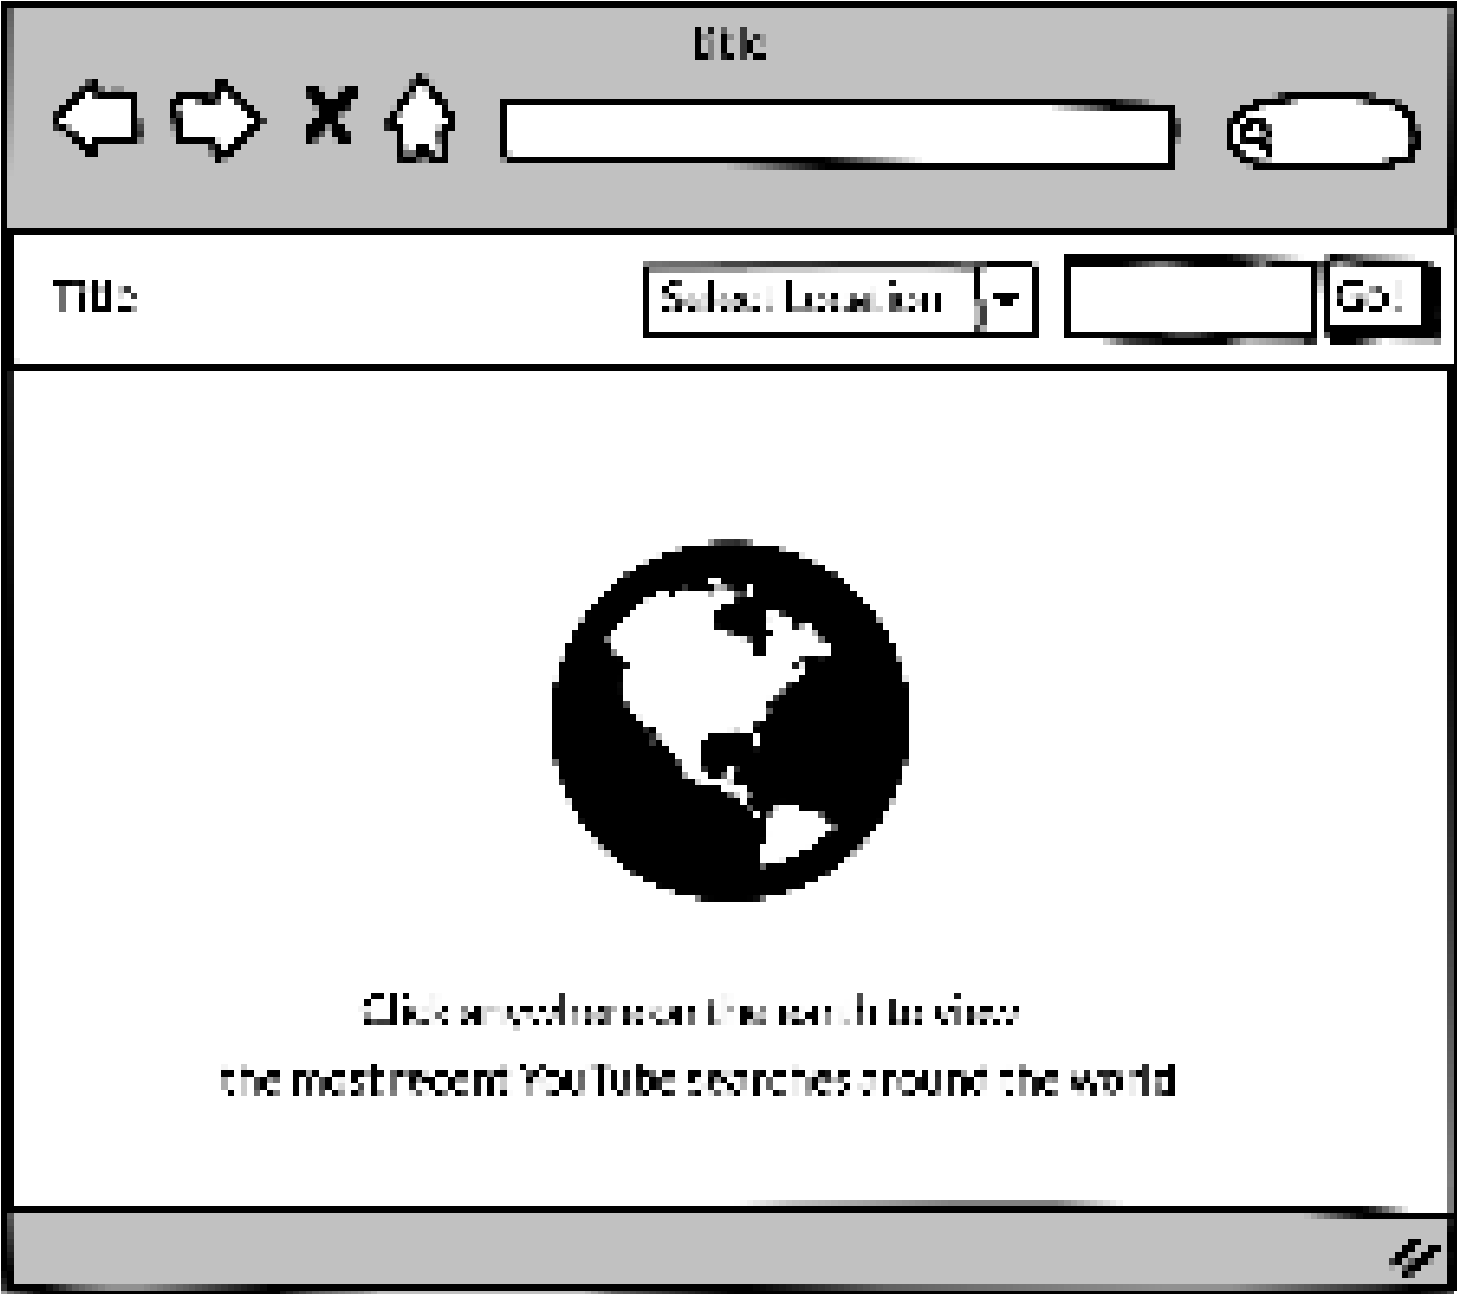 title
Title
Select Location
Go!
Click anywhere on the earth to view
the most recent YouTube searches around the world